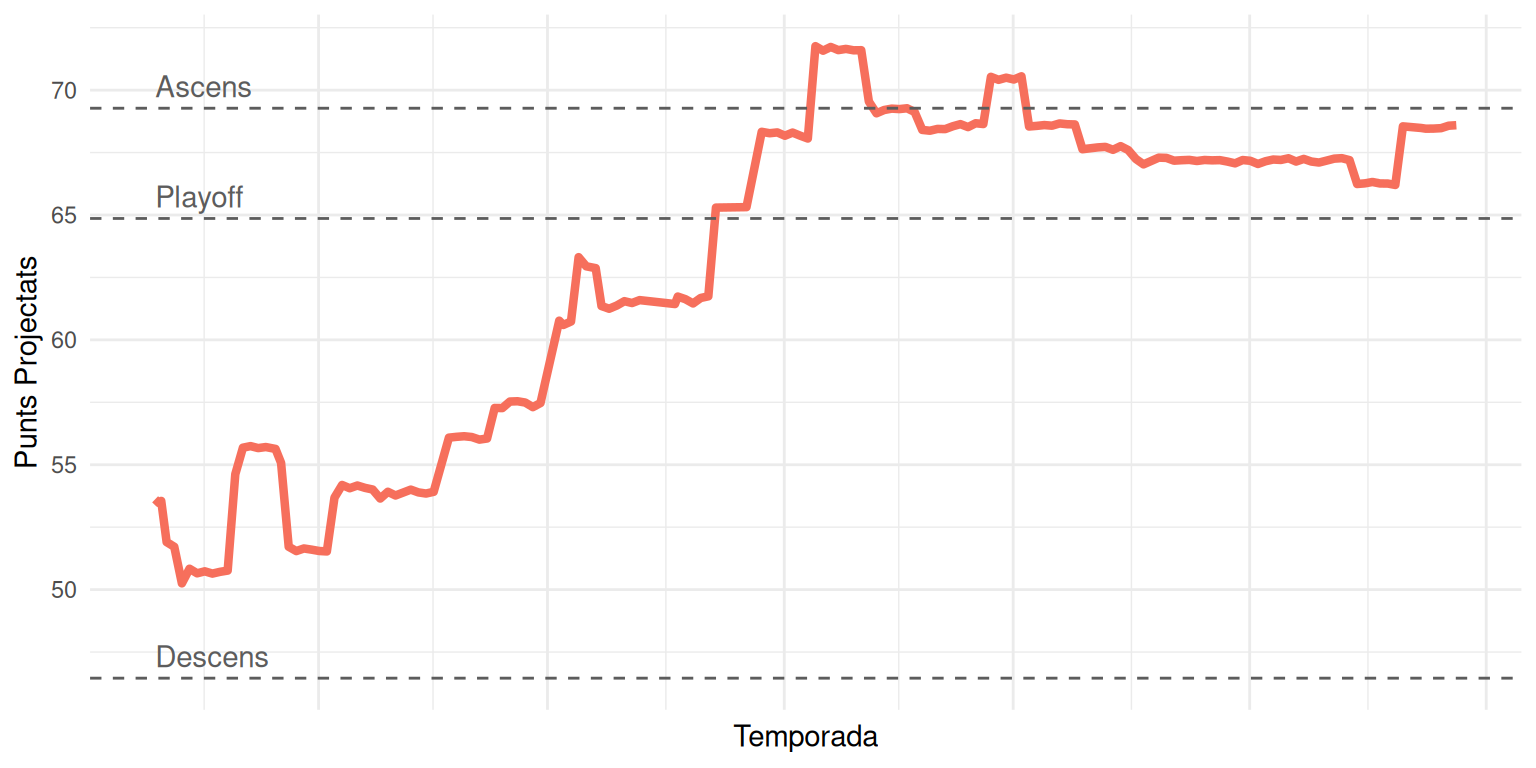 Ascens
70
Playoff
65
60
55
50
Descens
Punts Projectats
Temporada